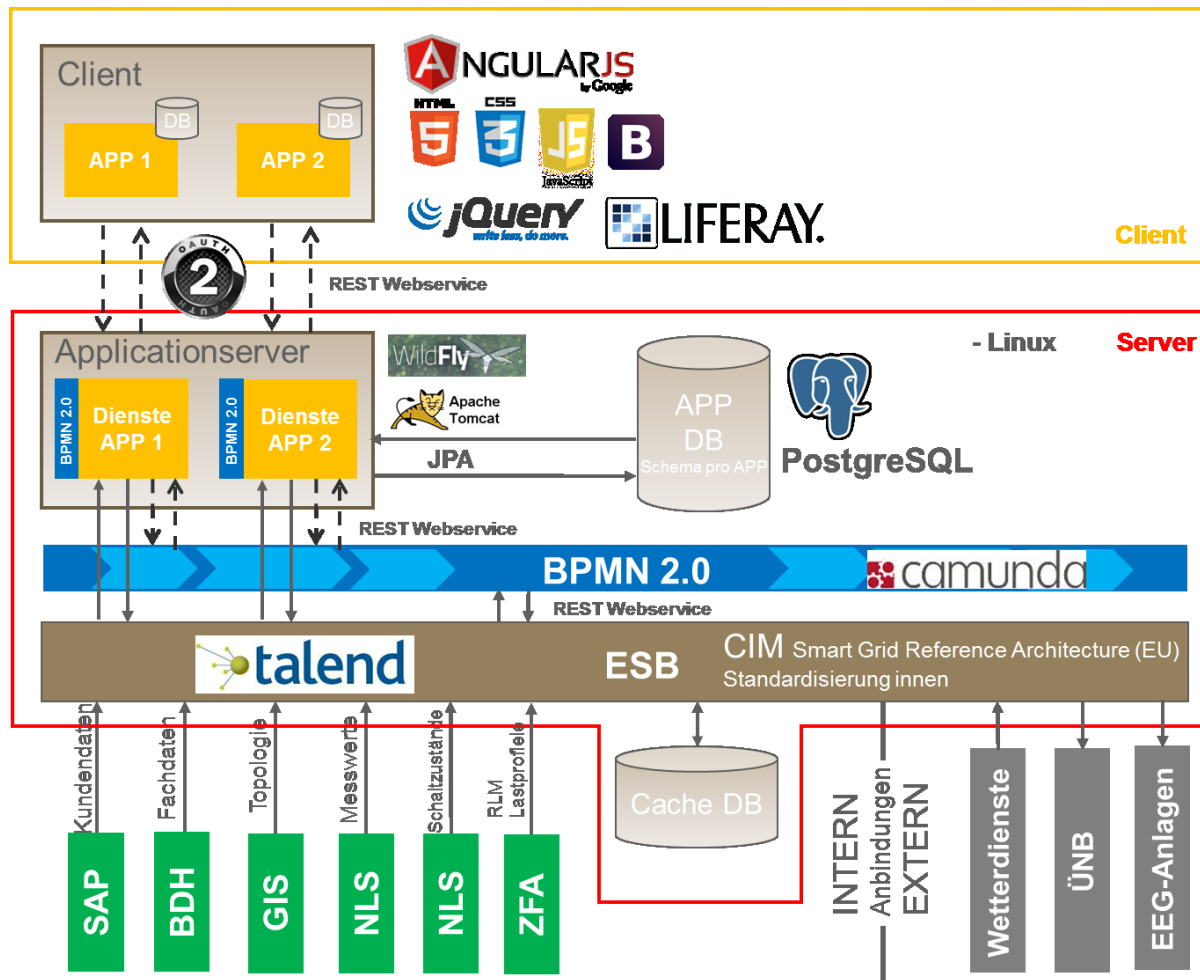 Client
DB
APP 1
DB
APP 2
ANGULARJS
by Google
HTML
5
CSS
3
JS
JavaScript
B
jQuery
write less, do more.
LIFERAY.
Client
OAUTH
2
OAUTH
REST Webservice
Applicationserver
BPMN 2.0
Dienste
APP 1
BPMN 2.0
Dienste
APP 2
WildFly
Apache
Tomcat
JPA
APP
DB
Schema pro APP
PostgreSQL
- Linux
Server
REST Webservice
BPMN 2.0
camunda
REST Webservice
talend
ESB
CIM Smart Grid Reference Architecture (EU)
Standardisierung innen
Kundendaten
Fachdaten
Topologie
Messwerte
Schaltzustände
RLM
Lastprofiele
Cache DB
INTERN
Anbindungen
EXTERN
SAP
BDH
GIS
NLS
NLS
ZFA
Wetterdienste
ÜNB
EEG-Anlagen